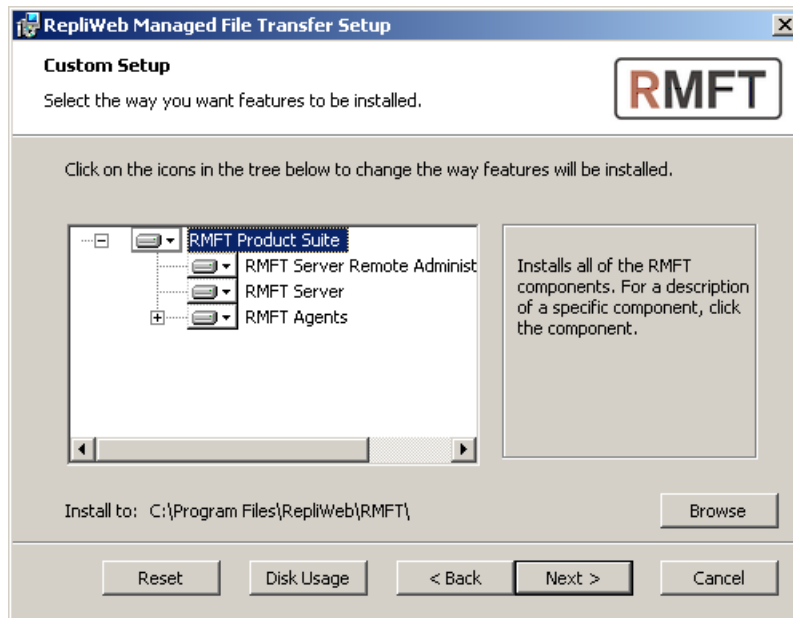 RepliWeb Managed File Transfer Setup
Custom Setup
Select the way you want features to be installed.
RMFT
Click on the icons in the tree below to change the way features will be installed.
RMFT Product Suite
RMFT Server Remote Administ
RMFT Server
RMFT Agents
Installs all of the RMFT
components. For a description
of a specific component, click
the component.
Install to: C:\Program Files\RepliWeb\RMFT\
Browse
Reset
Disk Usage
< Back
Next >
Cancel